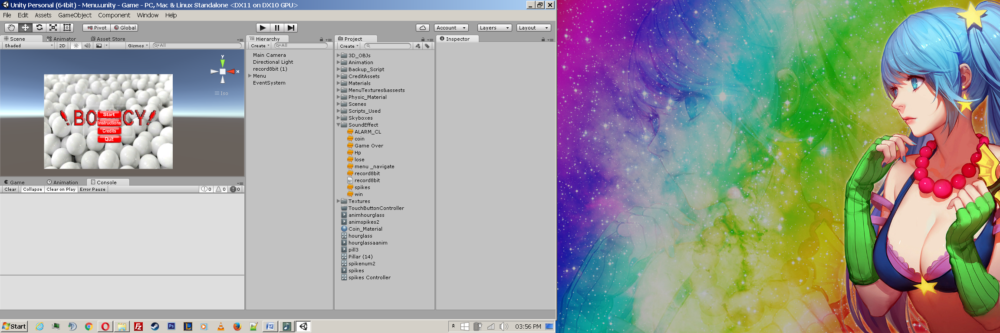 Unity Personal (64bit) - Menu.unity - Game - PC, Mac & Linux Standalone <DX11 on DX10 GPU>
File Edit Assets GameObject Component Window Help
Pivot Global Account Layers Layout
Scene Animator Asset Store
Shaded 2D Gizmos All
y
x
Iso
! BOUNCY !
Start
Instructions
Credits
Quit
Game Animation Console
Clear Collapse Clear on Play Error Pause 0 0 0
Hierarchy
Create All
Main Camera
Directional Light
record8bit (1)
Menu
EventSystem
Project
Create
3D_OBJs
Animation
Backup_Script
CreditAssets
Materials
MenuTextures&assests
Physic_Material
Scenes
Scripts_Used
Skyboxes
SoundEffect
ALARM_CL
coin
Game Over
Hp
lose
menu _navigate
record8bit
record8bit
spikes
win
Textures
TouchButtonController
animhourglass
animspikes2
Coin_Material
hourglass
hourglassaanim
pill3
Pillar (14)
spikenum2
spikes
spikes Controller
Inspector
Start Fz Ps L W 03:56 PM